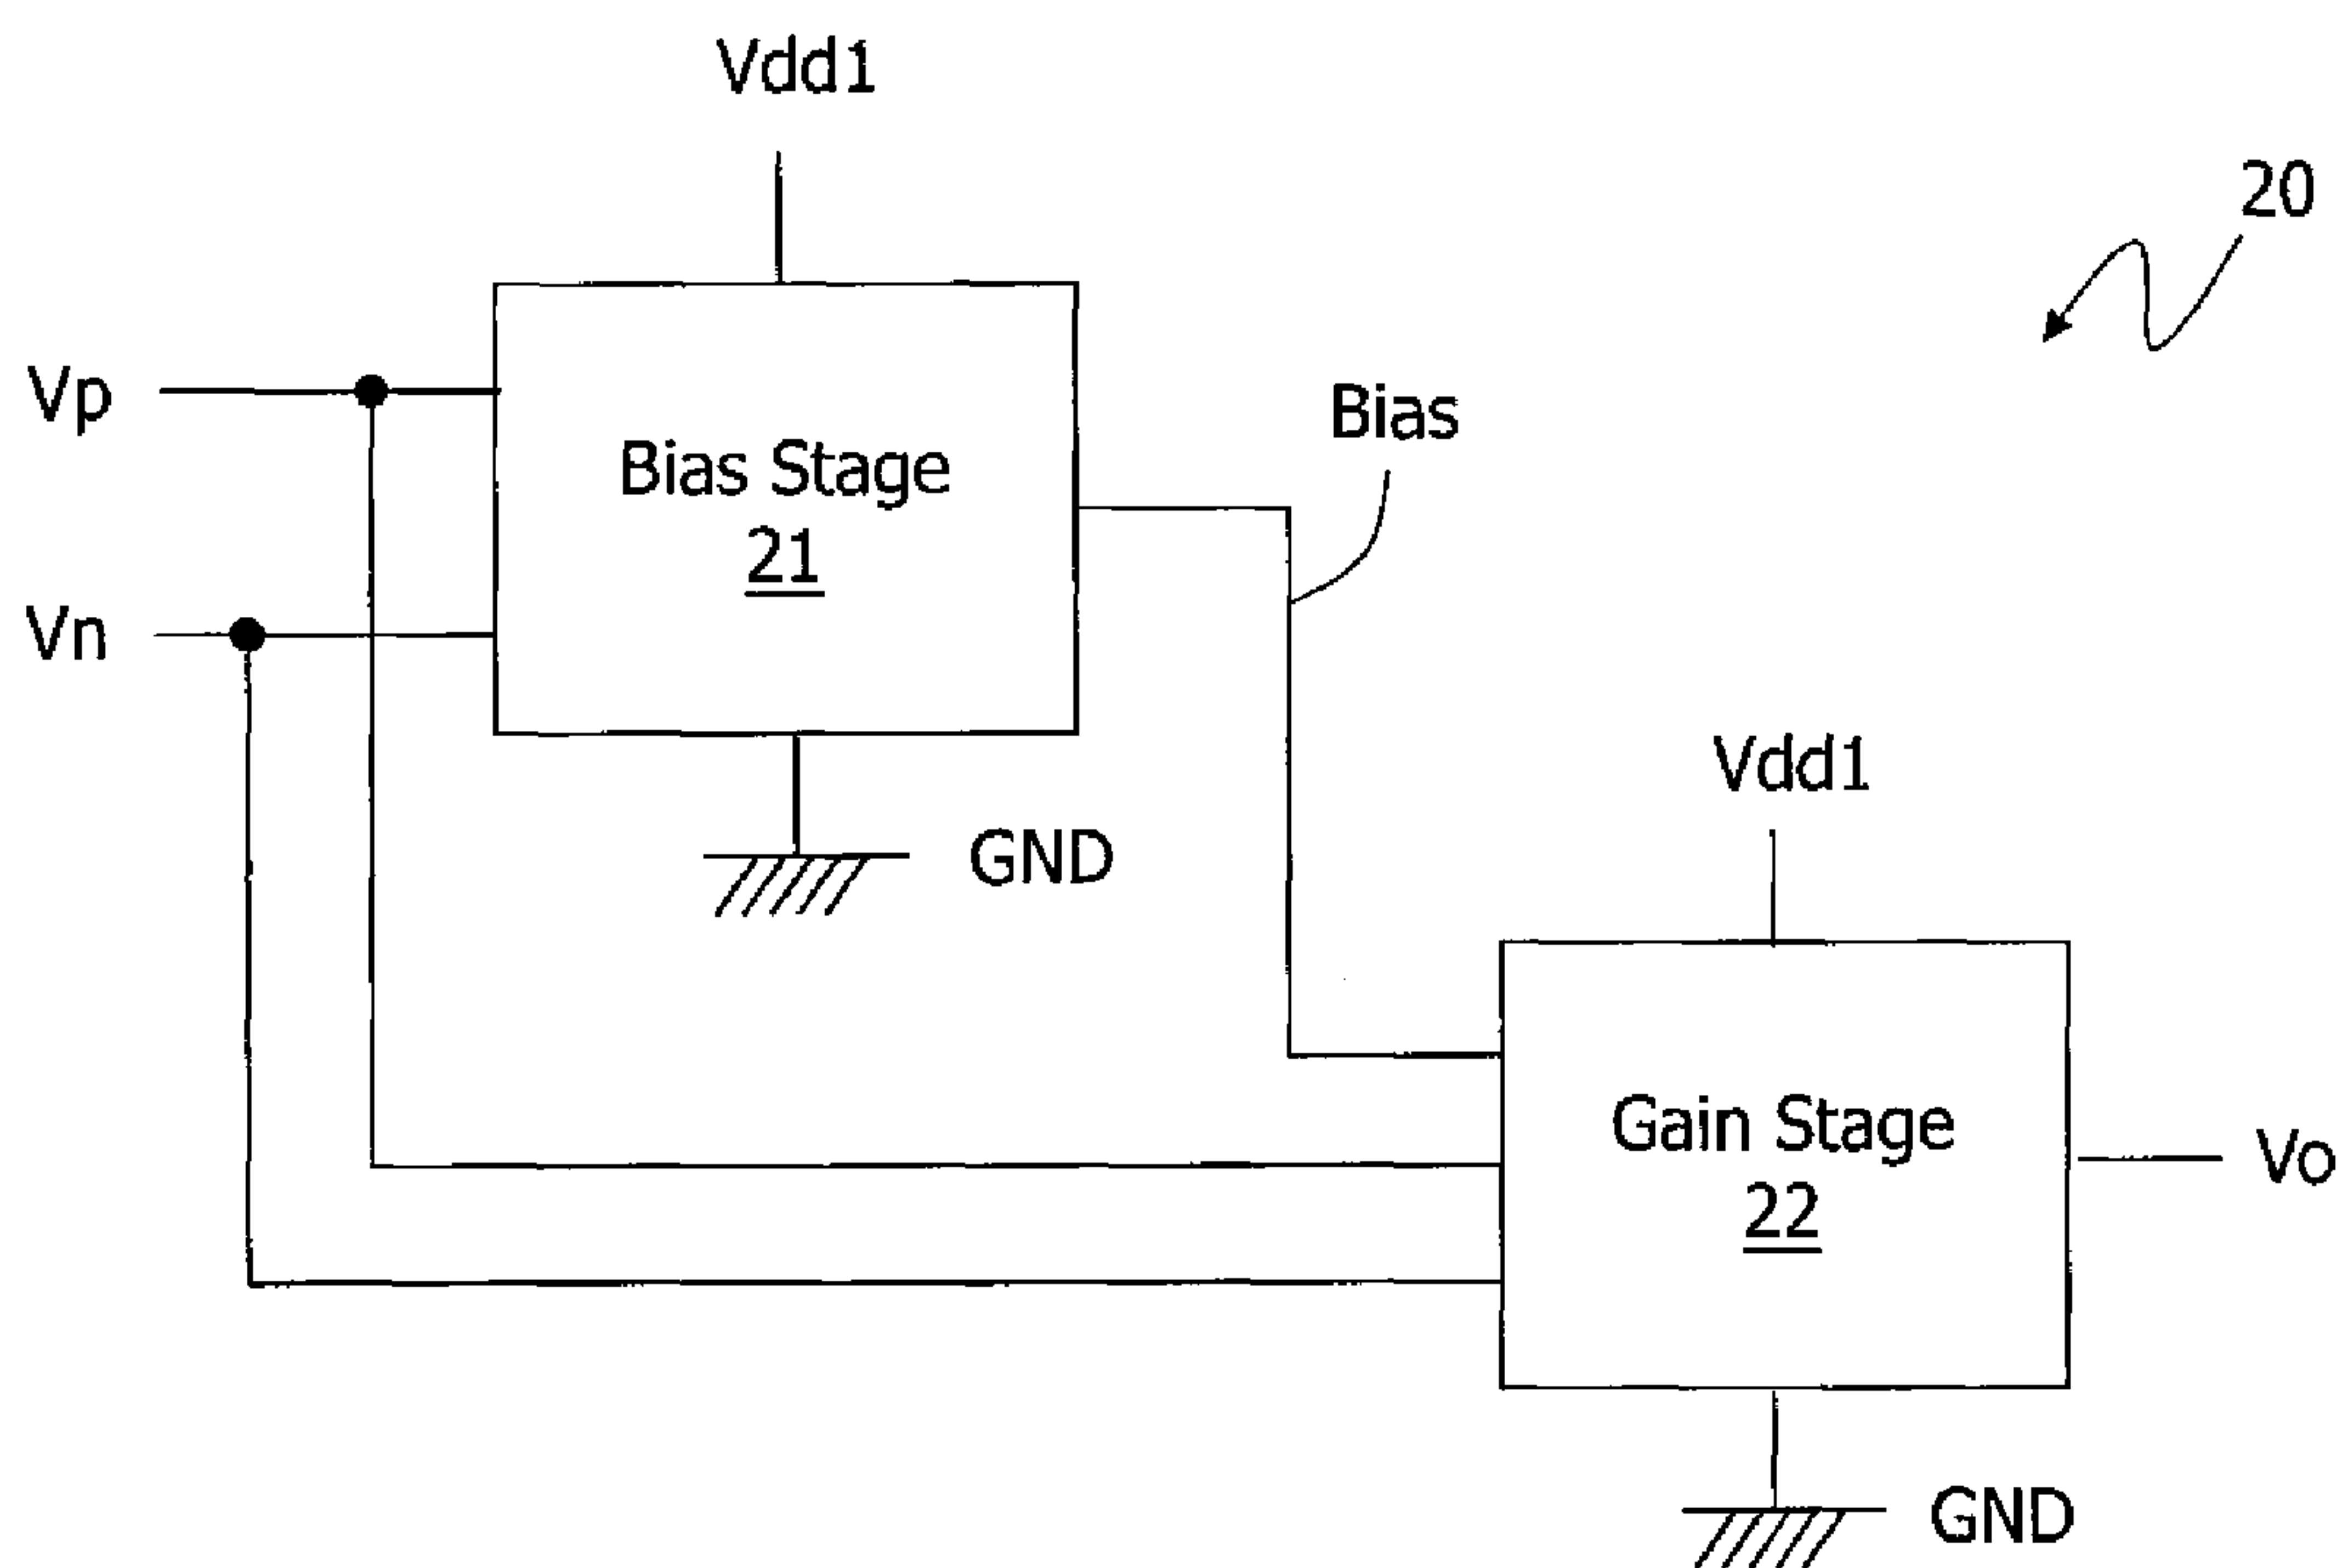 Vdd1
20
Vp
Bias
Bias Stage
21
Vn
Vdd1
GND
Gain Stage
22
Vo
GND